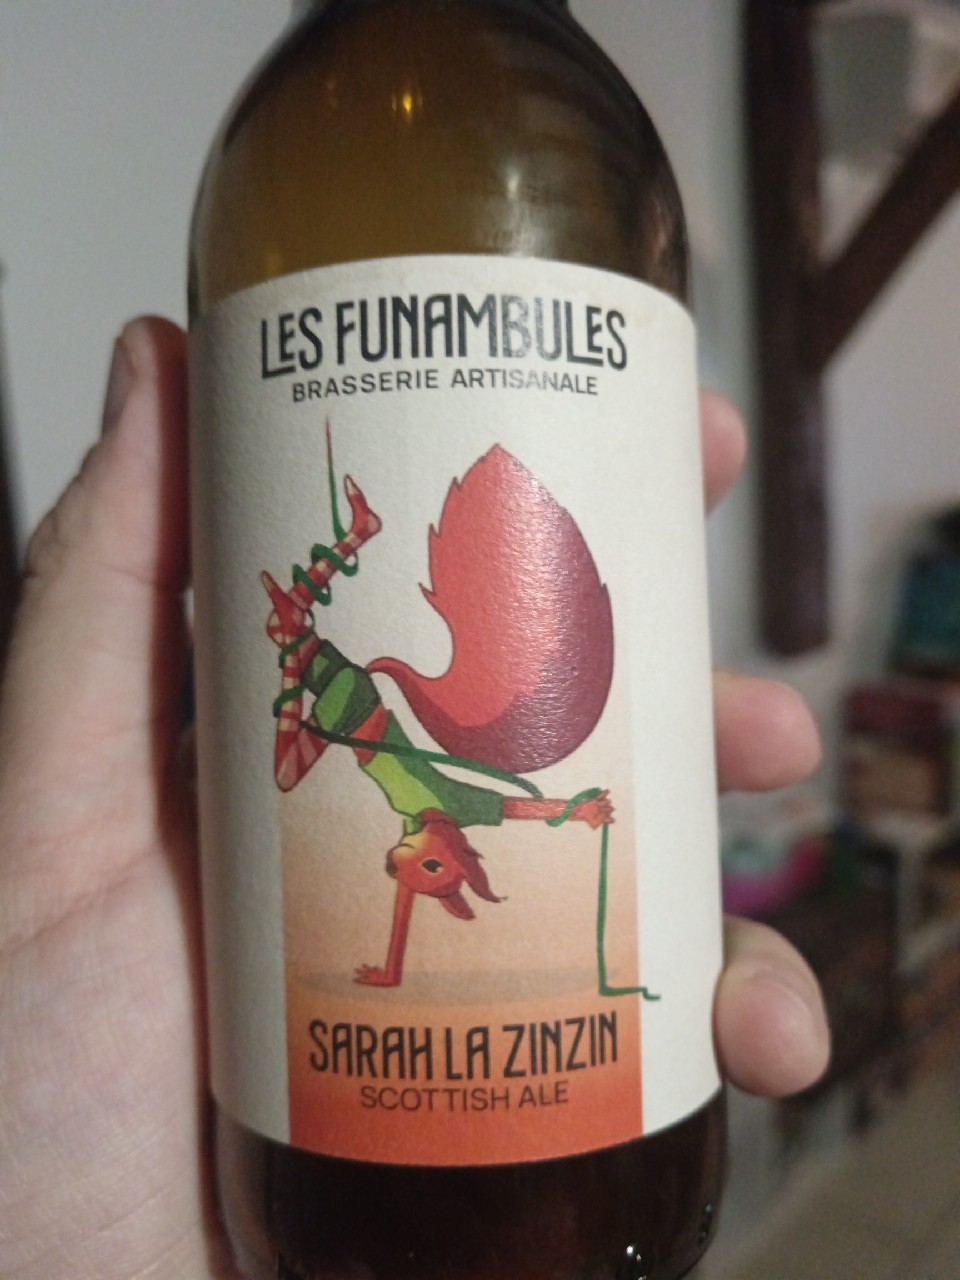 LES FUNAMBULES
BRASSERIE ARTISANALE
SARAH LA ZINZIN
SCOTTISH ALE